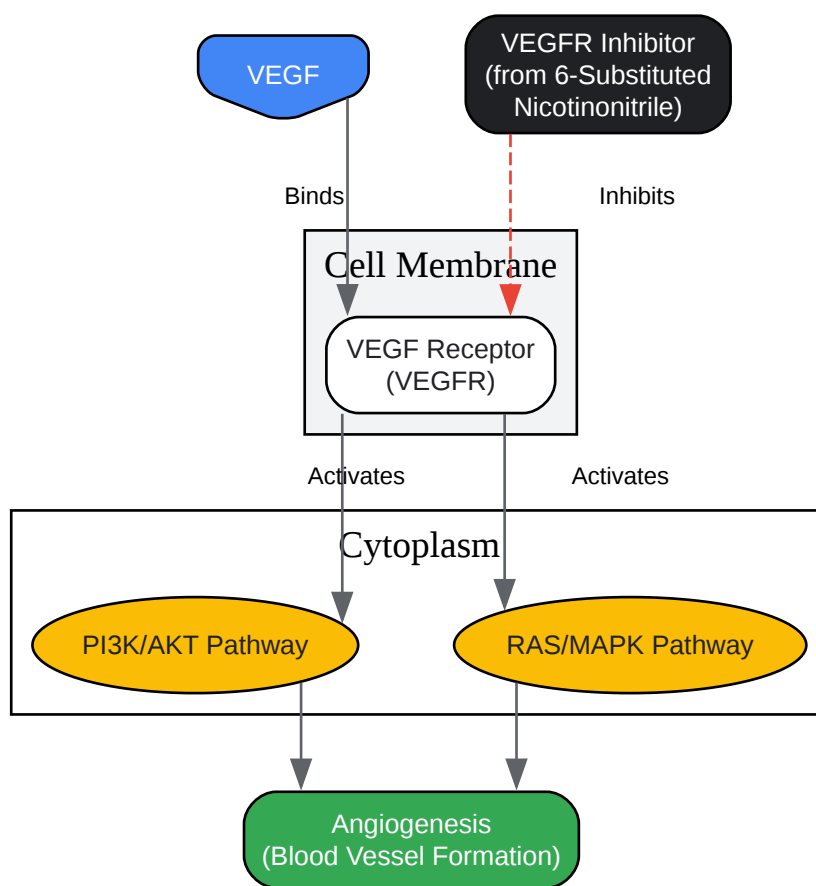 VEGF
VEGFR Inhibitor
(from 6-Substituted
Nicotinonitrile)
Binds
Inhibits
Cell Membrane
VEGF Receptor
(VEGFR)
Activates
Activates
Cytoplasm
PI3K/AKT Pathway
RAS/MAPK Pathway
Angiogenesis
(Blood Vessel Formation)